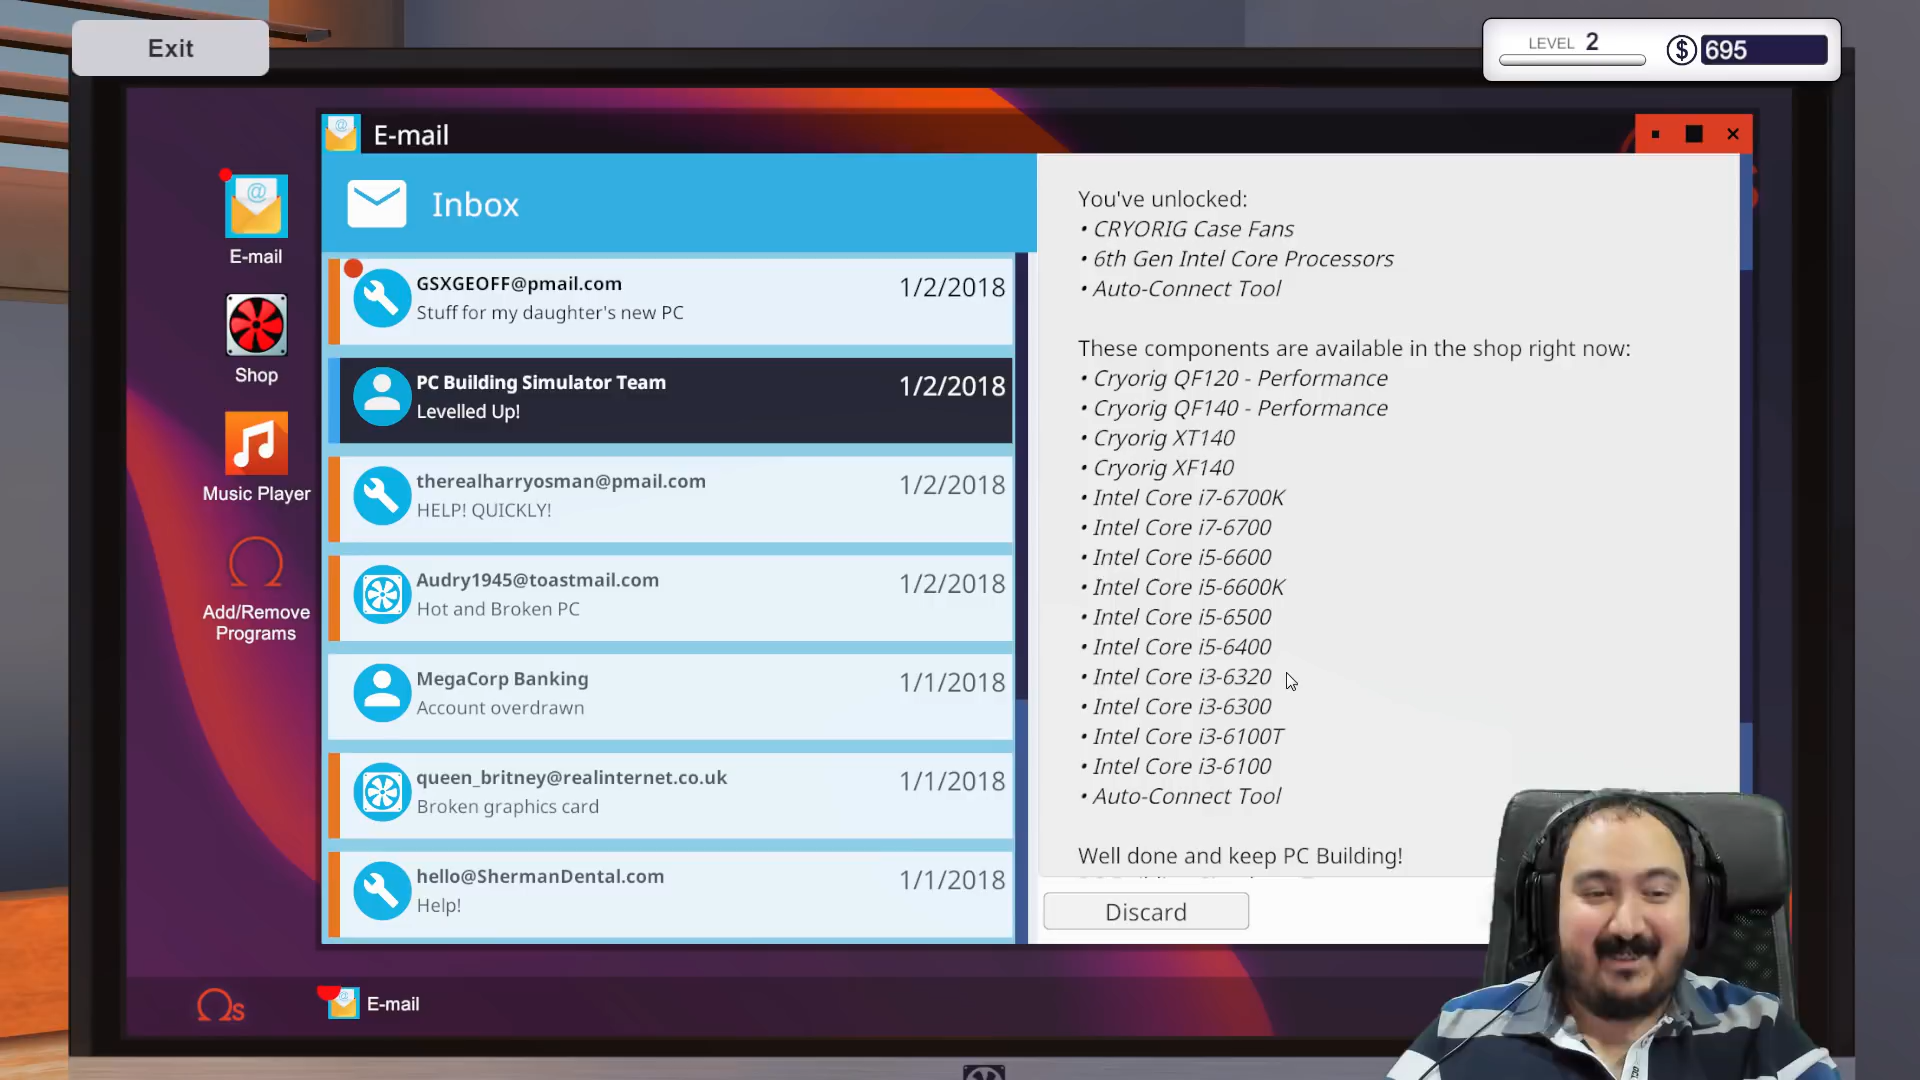 Exit
LEVEL 2
$ 695
E-mail
Inbox
E-mail
Shop
Music Player
Add/Remove
Programs
GSXGEOFF@pmail.com
1/2/2018
Stuff for my daughter's new PC
PC Building Simulator Team
1/2/2018
Levelled Up!
therealharryosman@pmail.com
1/2/2018
HELP! QUICKLY!
Audry1945@toastmail.com
1/2/2018
Hot and Broken PC
MegaCorp Banking
1/1/2018
Account overdrawn
queen_britney@realinternet.co.uk
1/1/2018
Broken graphics card
hello@ShermanDental.com
1/1/2018
Help!
You've unlocked:
• CRYORIG Case Fans
• 6th Gen Intel Core Processors
• Auto-Connect Tool
These components are available in the shop right now:
• Cryorig QF120 - Performance
• Cryorig QF140 - Performance
• Cryorig XT140
• Cryorig XF140
• Intel Core i7-6700K
• Intel Core i7-6700
• Intel Core i5-6600
• Intel Core i5-6600K
• Intel Core i5-6500
• Intel Core i5-6400
• Intel Core i3-6320
• Intel Core i3-6300
• Intel Core i3-6100T
• Intel Core i3-6100
• Auto-Connect Tool
Well done and keep PC Building!
Discard
Ωs
E-mail